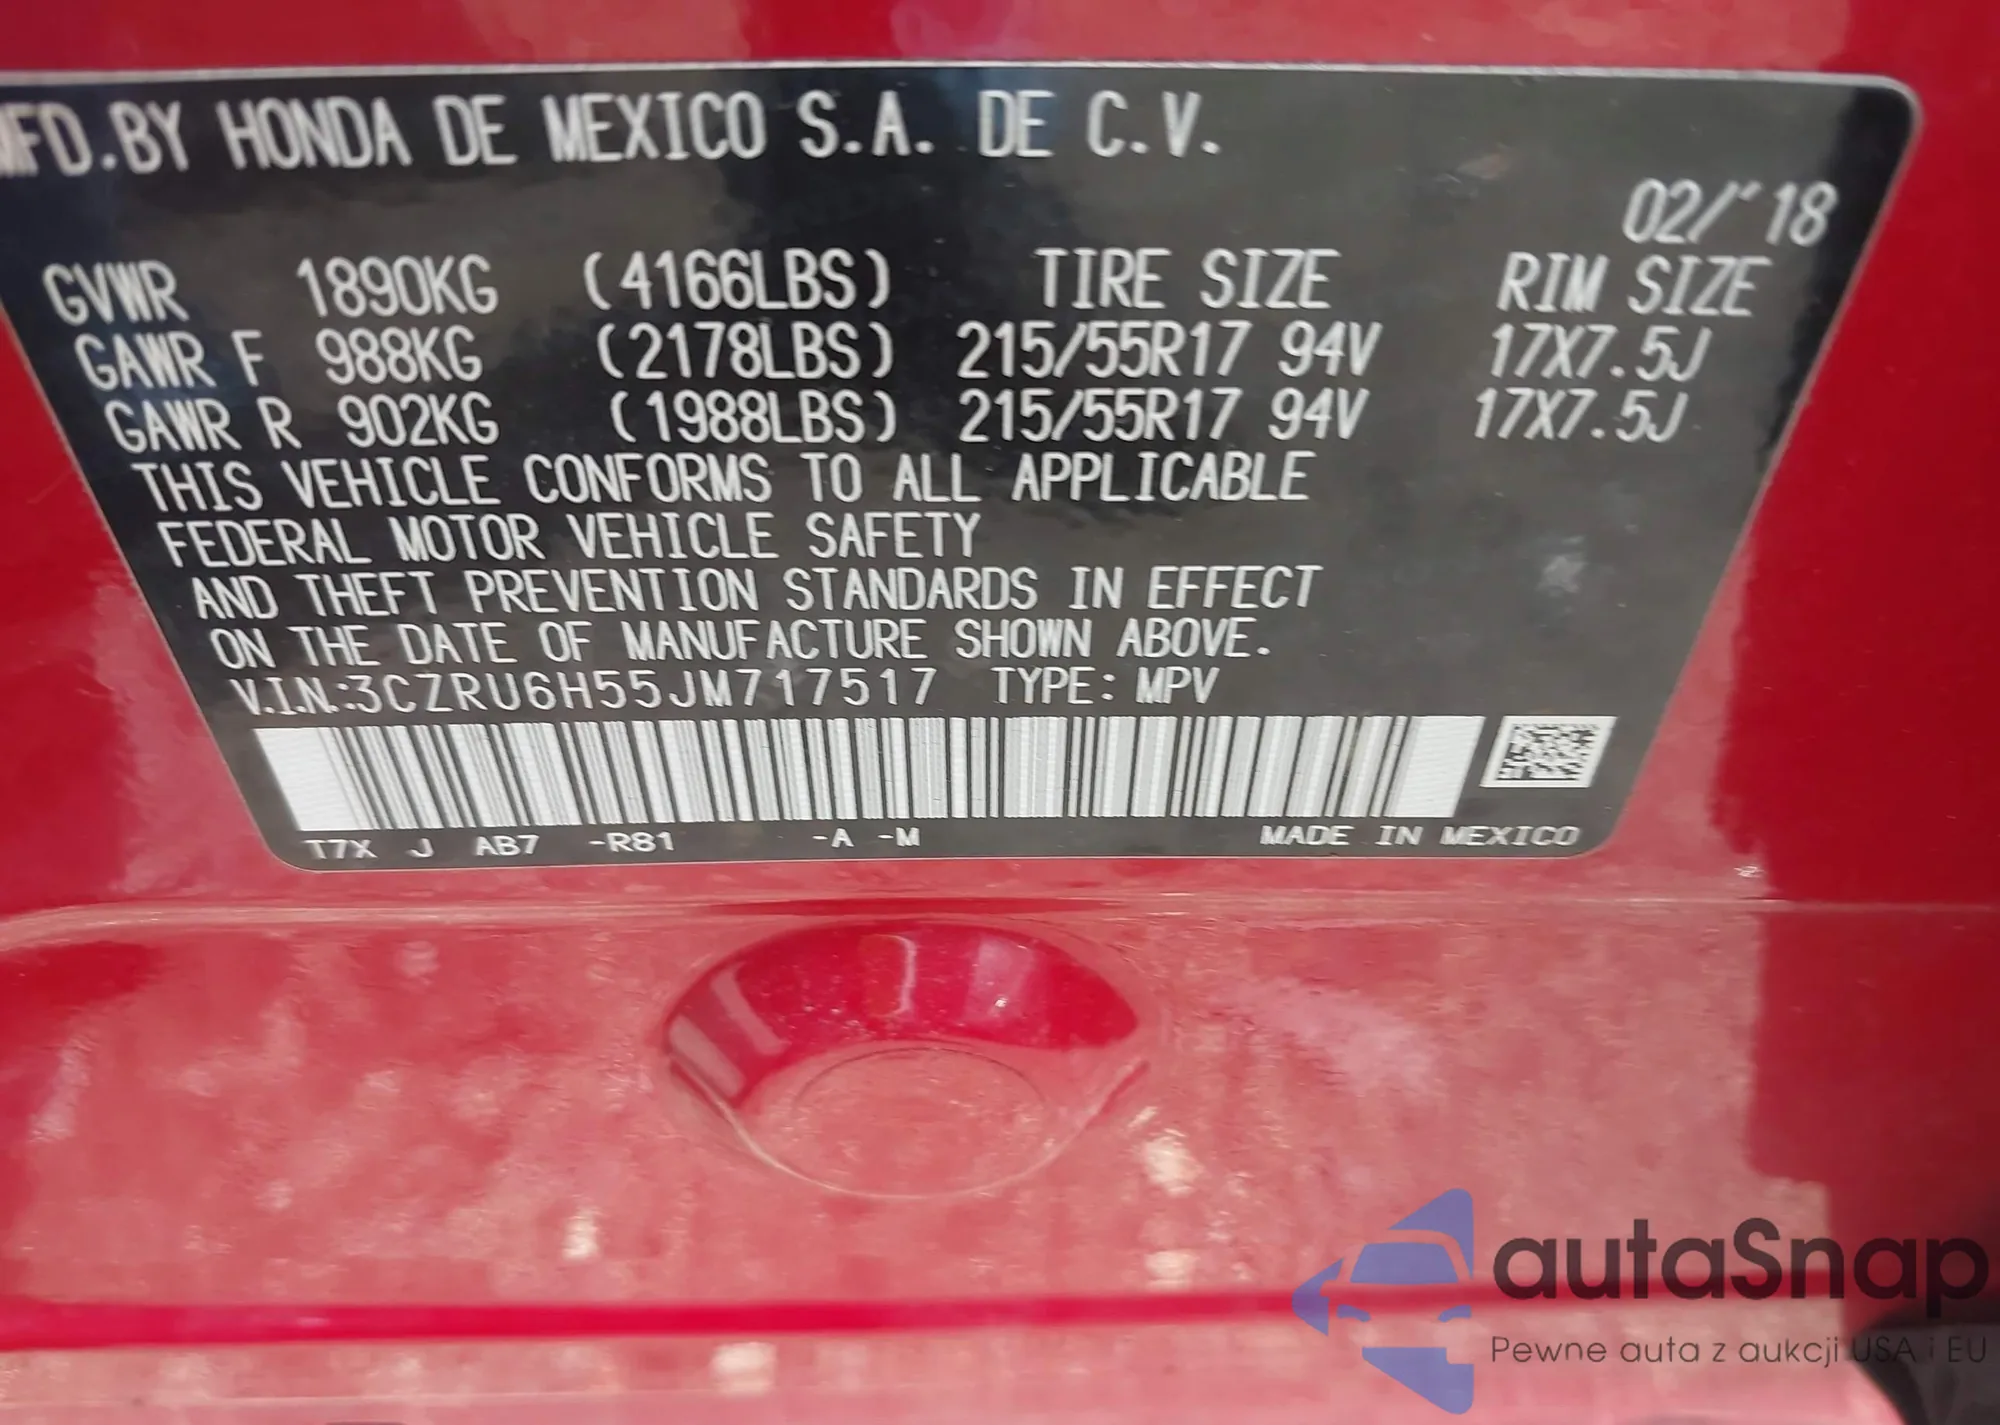 MFD.BY HONDA DE MEXICO S.A. DE C.V.
02/"18
GVWR 1890KG (4166LBS) TIRE SIZE RIM SIZE
GAWR F 988KG (2178LBS) 215/55R17 94V 17X7.5J
GAWR R 902KG (1988LBS) 215/55R17 94V 17X7.5J
THIS VEHICLE CONFORMS TO ALL APPLICABLE
FEDERAL MOTOR VEHICLE SAFETY
AND THEFT PREVENTION STANDARDS IN EFFECT
ON THE DATE OF MANUFACTURE SHOWN ABOVE.
V.I.N.:3CZRU6H55JM717517 TYPE: MPV
T7X J AB7 -R81 -A -M MADE IN MEXICO
autaSnap
Pewne auta z aukcji USA i EU